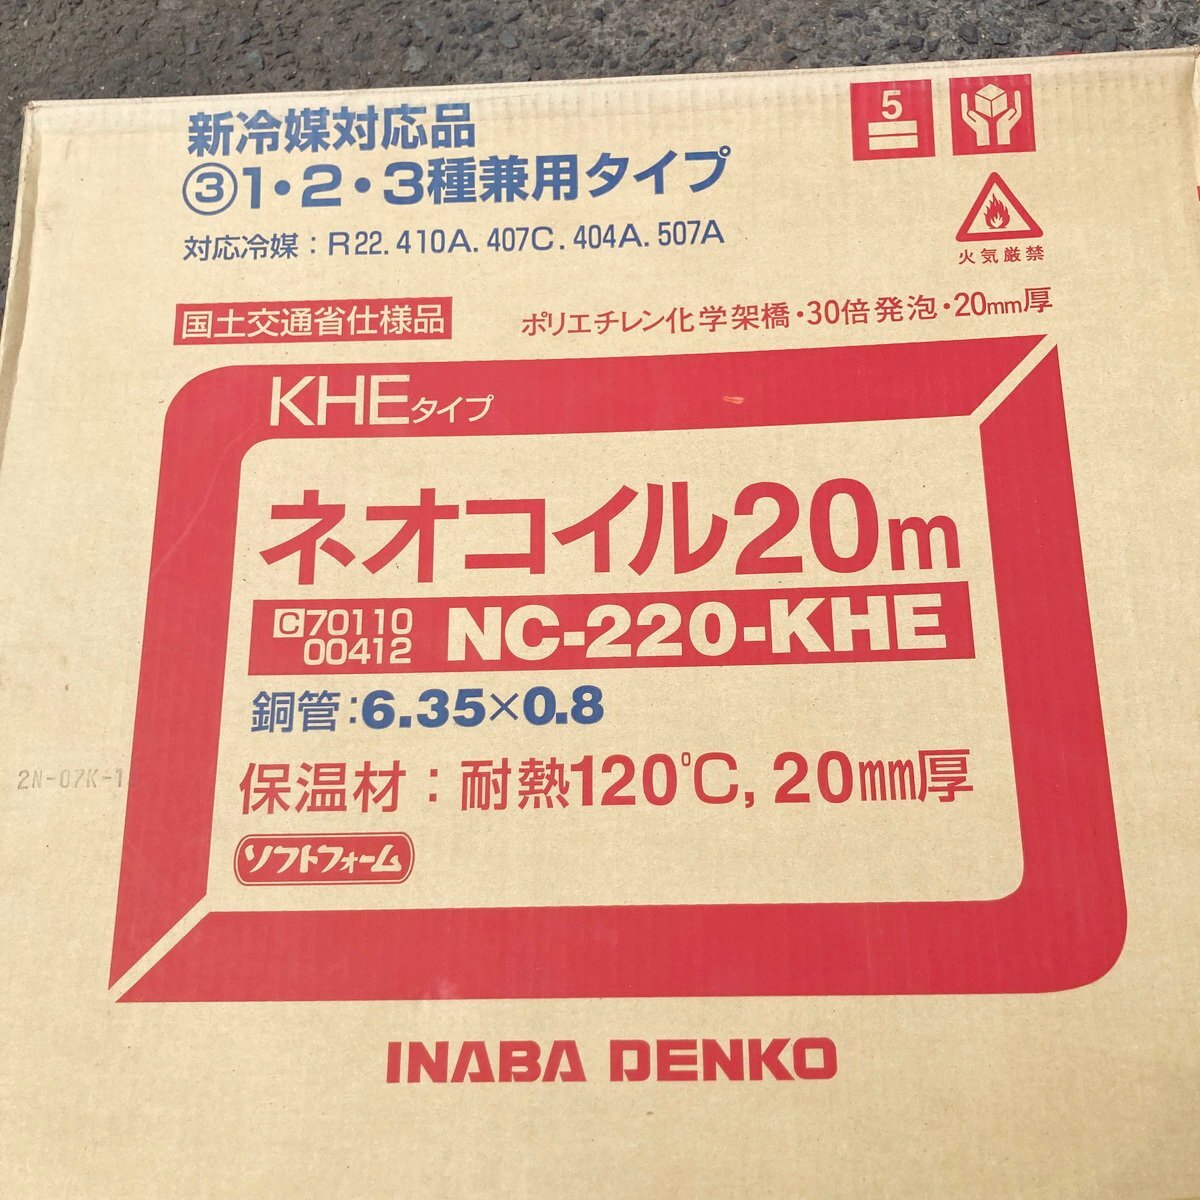 新冷媒対応品
③1・2・3種兼用タイプ
対応冷媒：R22. 410A. 407C. 404A. 507A
5
火気厳禁
国土交通省仕様品
ポリエチレン化学架橋・30倍発泡・20mm厚
KHEタイプ
ネオコイル20m
C 70110
00412
NC-220-KHE
銅管：6.35×0.8
保温材：耐熱120℃, 20mm厚
2N-07K-1
ソフトフォーム
INABA DENKO